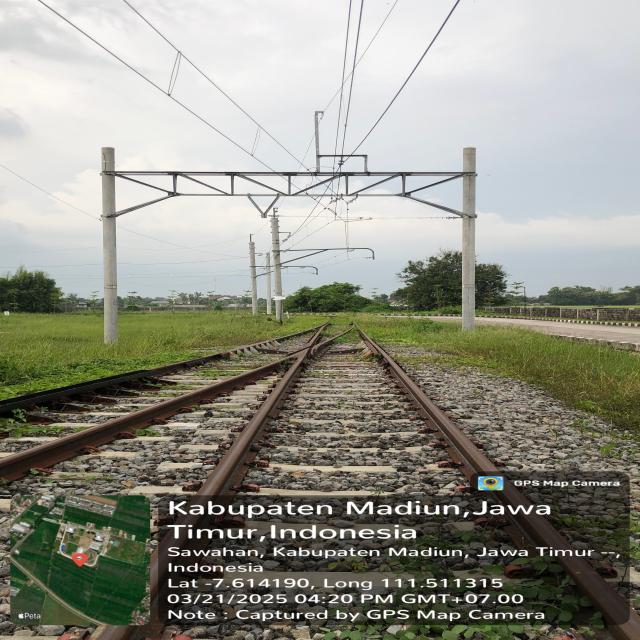 GPS Map Camera
Kabupaten Madiun,Jawa
Timur,Indonesia
Sawahan, Kabupaten Madiun, Jawa Timur --,
Indonesia
Lat -7.614190, Long 111.511315
03/21/2025 04:20 PM GMT+07.00
Note : Captured by GPS Map Camera
Peta